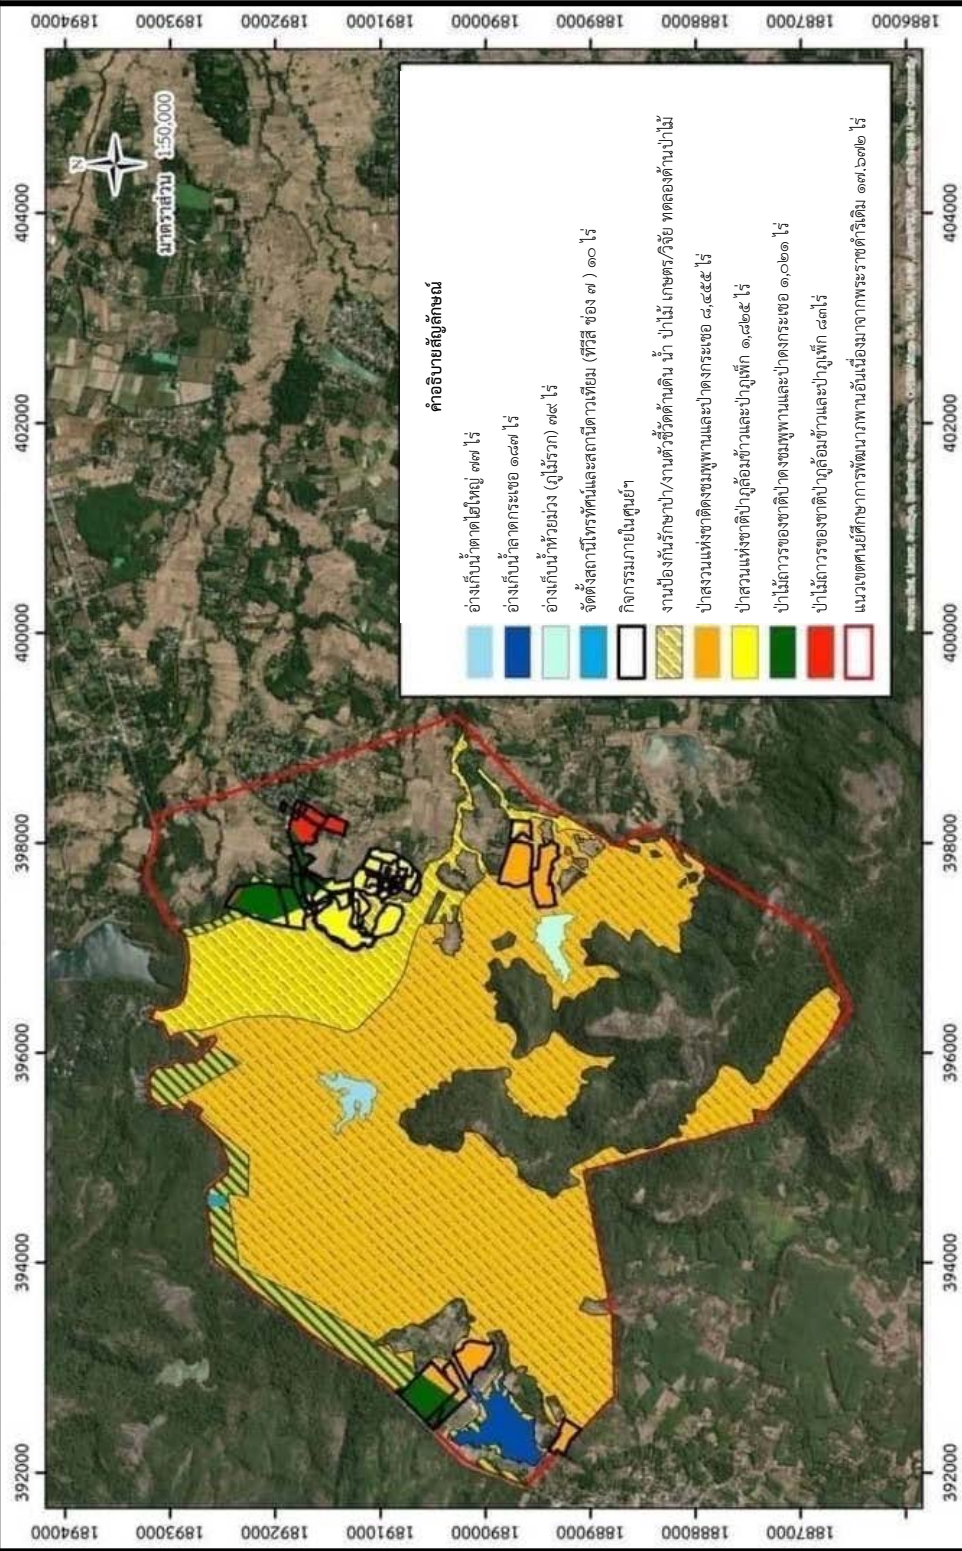 N
มาตราส่วน 1:50,000
คำอธิบายสัญลักษณ์
อ่างเก็บน้ำตาดไฮใหญ่ ๗๗ ไร่
อ่างเก็บน้ำลาดกระเฌอ ๑๘๗ ไร่
อ่างเก็บน้ำห้วยม่วง (ภูไม้รวก) ๗๙ ไร่
จัดตั้งสถานีโทรทัศน์และสถานีดาวเทียม (ทีวีสี ช่อง ๗ ) ๑๐ ไร่
กิจกรรมภายในศูนย์ฯ
งานป้องกันรักษาป่า/งานตัวชี้วัดด้านดิน น้ำ ป่าไม้ เกษตร/วิจัย ทดลองด้านป่าไม้
ป่าสงวนแห่งชาติดงชมพูพานและป่าดงกระเฌอ ๘,๔๕๕ ไร่
ป่าสวนแห่งชาติป่าภูล้อมข้าวและป่าภูเพ็ก ๑,๘๒๕ ไร่
ป่าไม้ถาวรของชาติป่าดงชมพูพานและป่าดงกระเฌอ ๑,๐๒๑ ไร่
ป่าไม้ถาวรของชาติป่าภูล้อมข้าวและป่าภูเพ็ก ๘๓ไร่
แนวเขตศูนย์ศึกษาการพัฒนาภูพานอันเนื่องมาจากพระราชดำริเดิม ๑๗.๖๗๒ ไร่
392000 394000 396000 398000 400000 402000 404000
392000 394000 396000 398000 400000 402000 404000
1894000 1893000 1892000 1891000 1890000 1889000 1888000 1887000
1894000 1893000 1892000 1891000 1890000 1889000 1888000 1887000 1886000